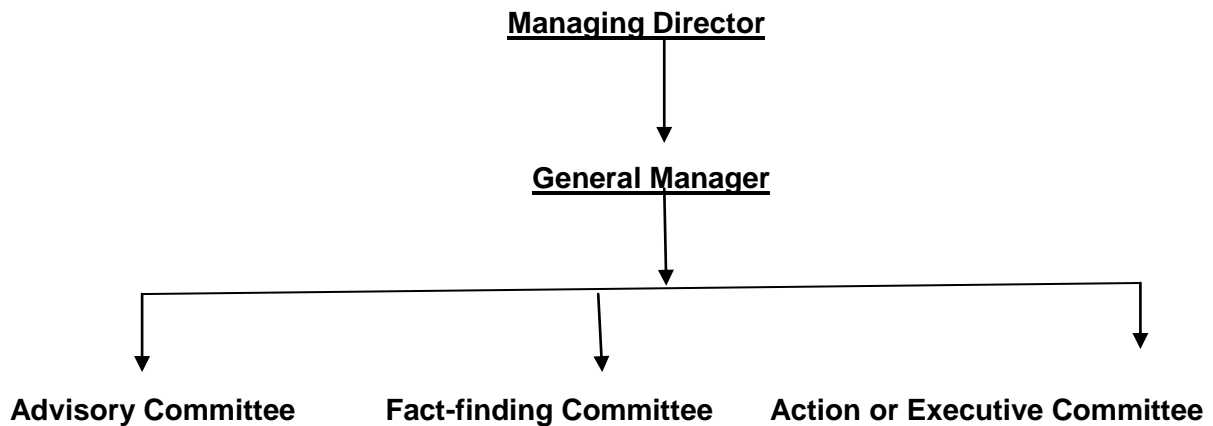 Managing Director
General Manager
Advisory Committee Fact-finding Committee Action or Executive Committee